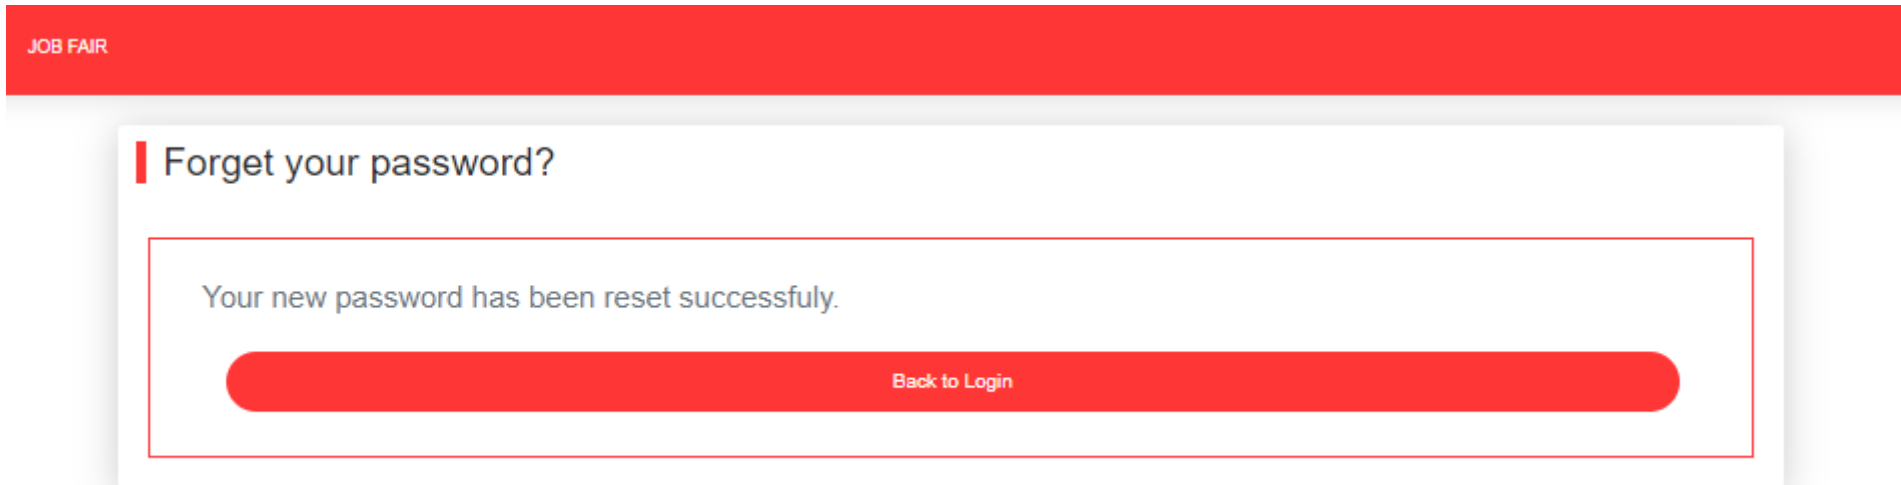 JOB FAIR
Forget your password?
Your new password has been reset successfuly.
Back to Login